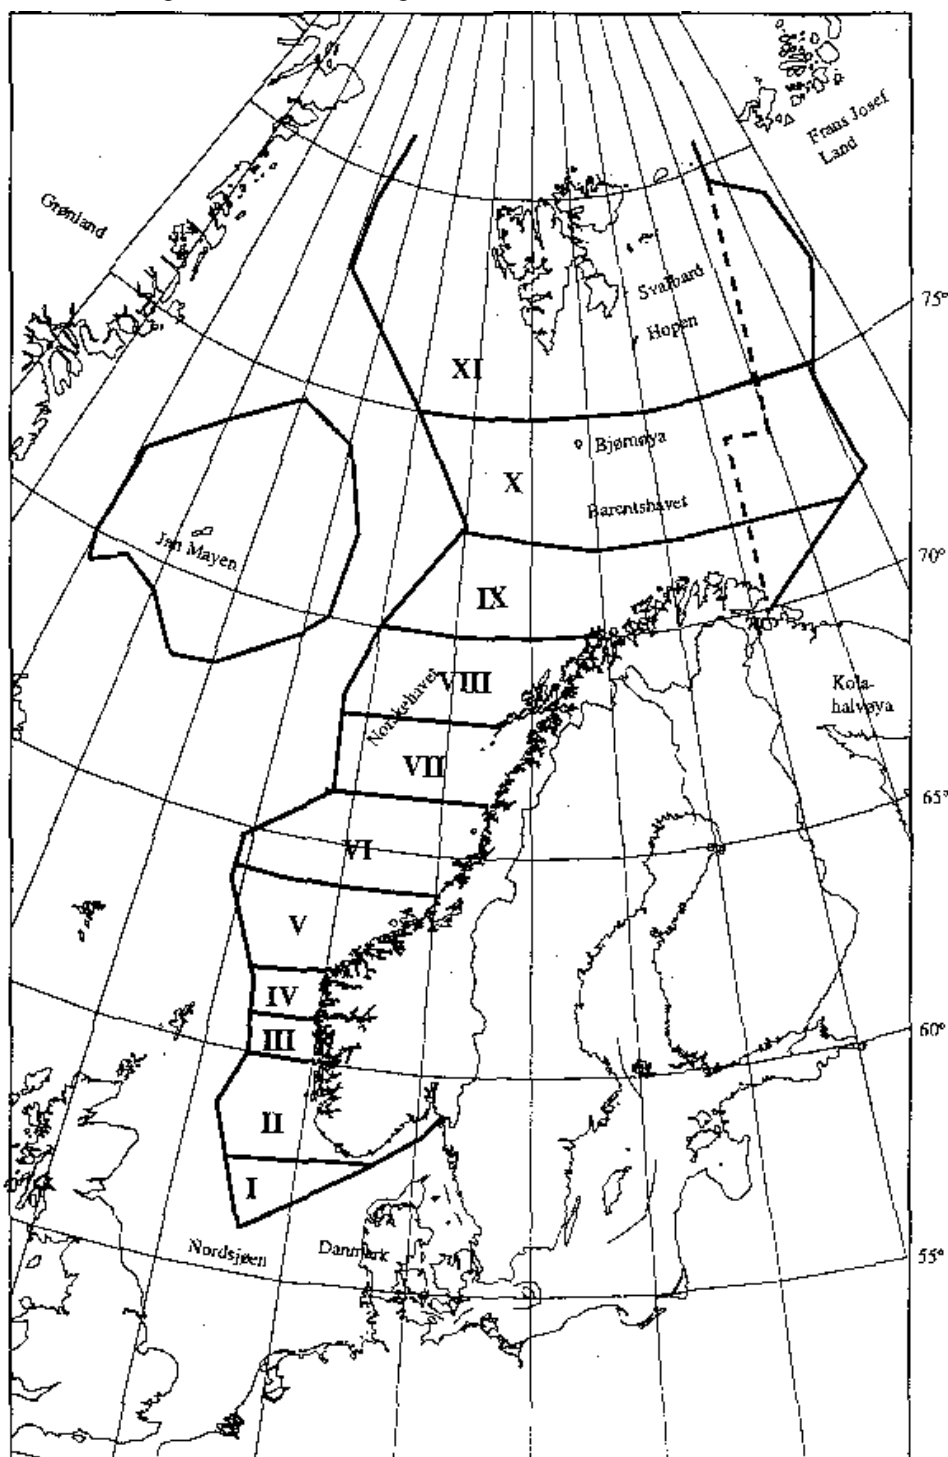 Frans Josef
Land
Grønland
Svalbard
75°
Hopen
XI
Bjørnøya
X
Barentshavet
Jan Mayen
70°
IX
Norskehavet
VIII
Kola-
halvøya
VII
65°
VI
V
IV
III
60°
II
I
Nordsjøen
Danmark
55°